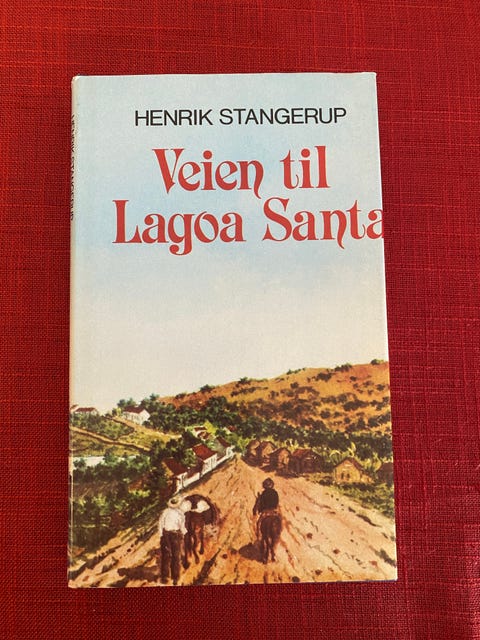 HENRIK STANGERUP
Veien til
Lagoa Santa